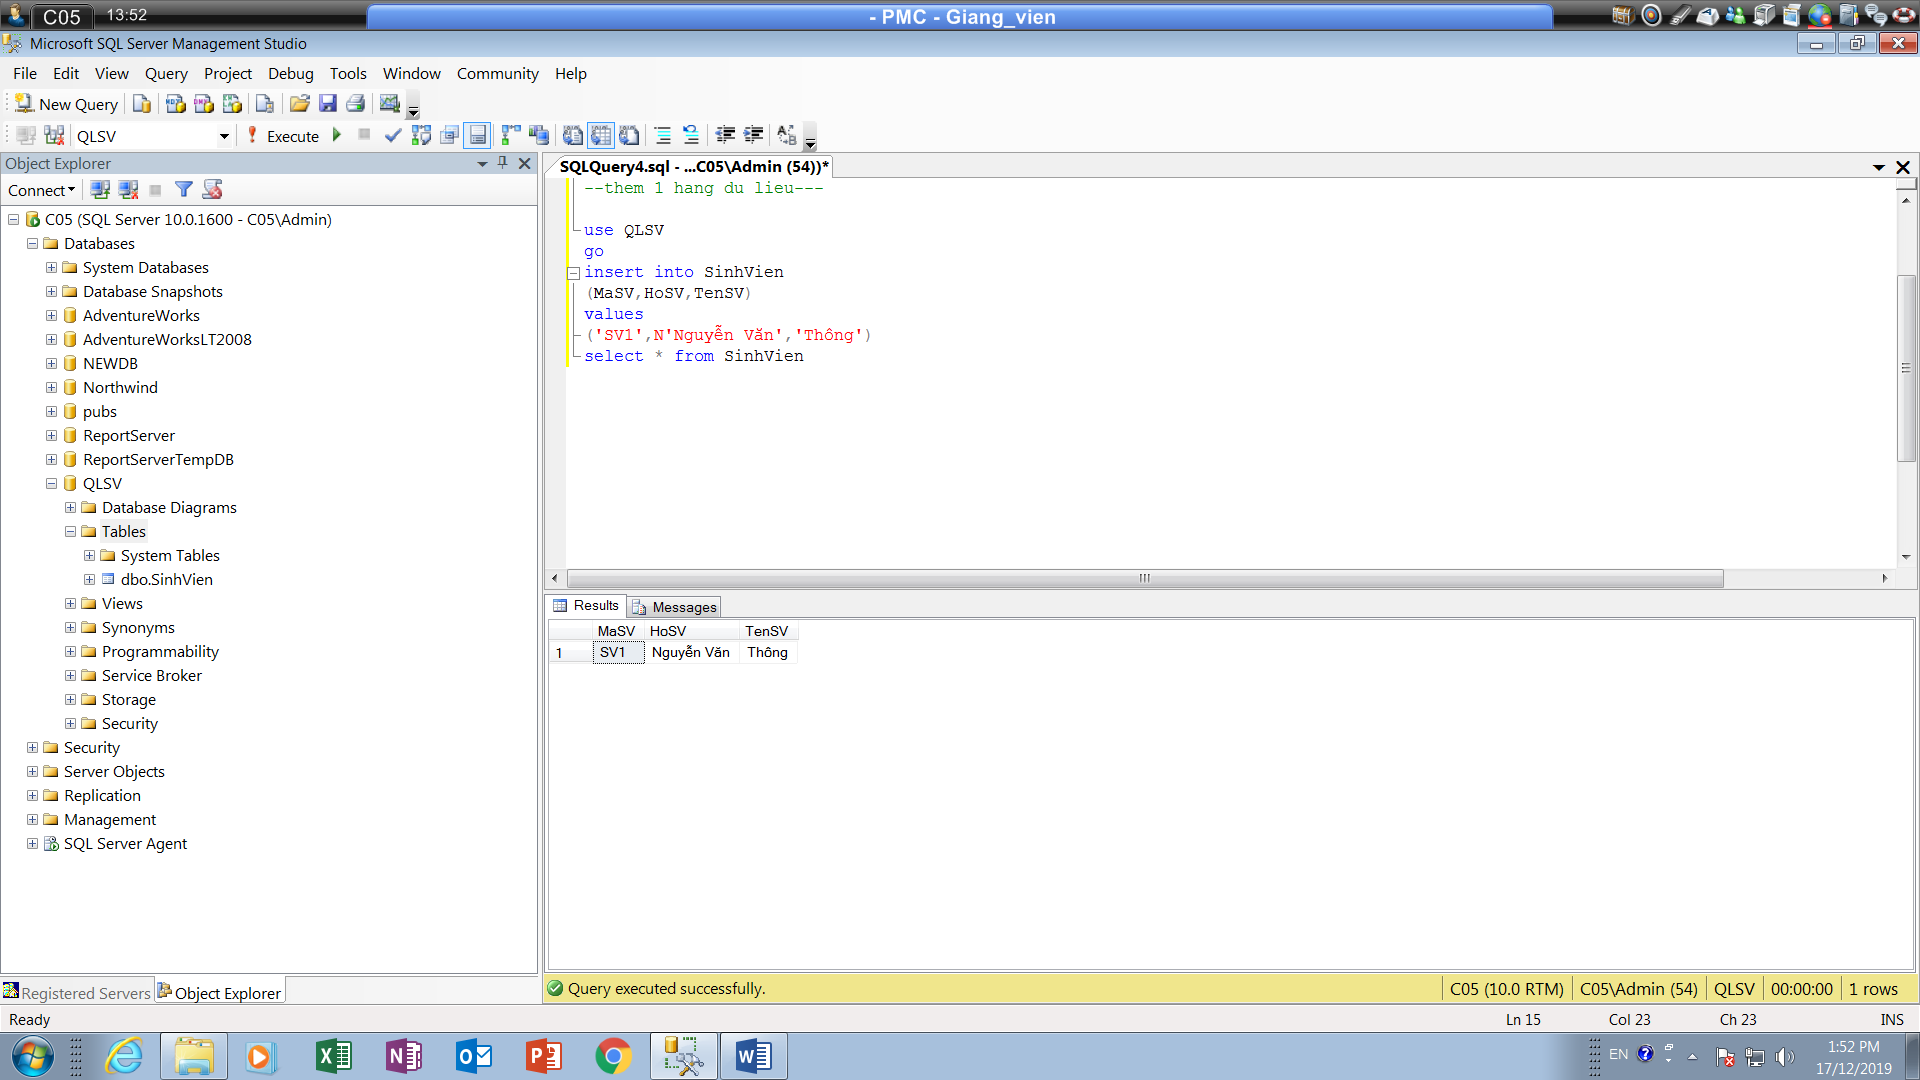 C05
13:52
- PMC - Giang_vien
Microsoft SQL Server Management Studio
File Edit View Query Project Debug Tools Window Community Help
New Query
QLSV
Execute
Object Explorer
Connect
C05 (SQL Server 10.0.1600 - C05\Admin)
Databases
System Databases
Database Snapshots
AdventureWorks
AdventureWorksLT2008
NEWDB
Northwind
pubs
ReportServer
ReportServerTempDB
QLSV
Database Diagrams
Tables
System Tables
dbo.SinhVien
Views
Synonyms
Programmability
Service Broker
Storage
Security
Security
Server Objects
Replication
Management
SQL Server Agent
Registered Servers
Object Explorer
SQLQuery4.sql - ...C05\Admin (54))*
--them 1 hang du lieu---
use QLSV
go
insert into SinhVien
(MaSV,HoSV,TenSV)
values
('SV1',N'Nguyễn Văn','Thông')
select * from SinhVien
Results
Messages
MaSV HoSV TenSV
1 SV1 Nguyễn Văn Thông
Query executed successfully.
C05 (10.0 RTM)
C05\Admin (54)
QLSV
00:00:00
1 rows
Ready
Ln 15
Col 23
Ch 23
INS
EN
1:52 PM
17/12/2019